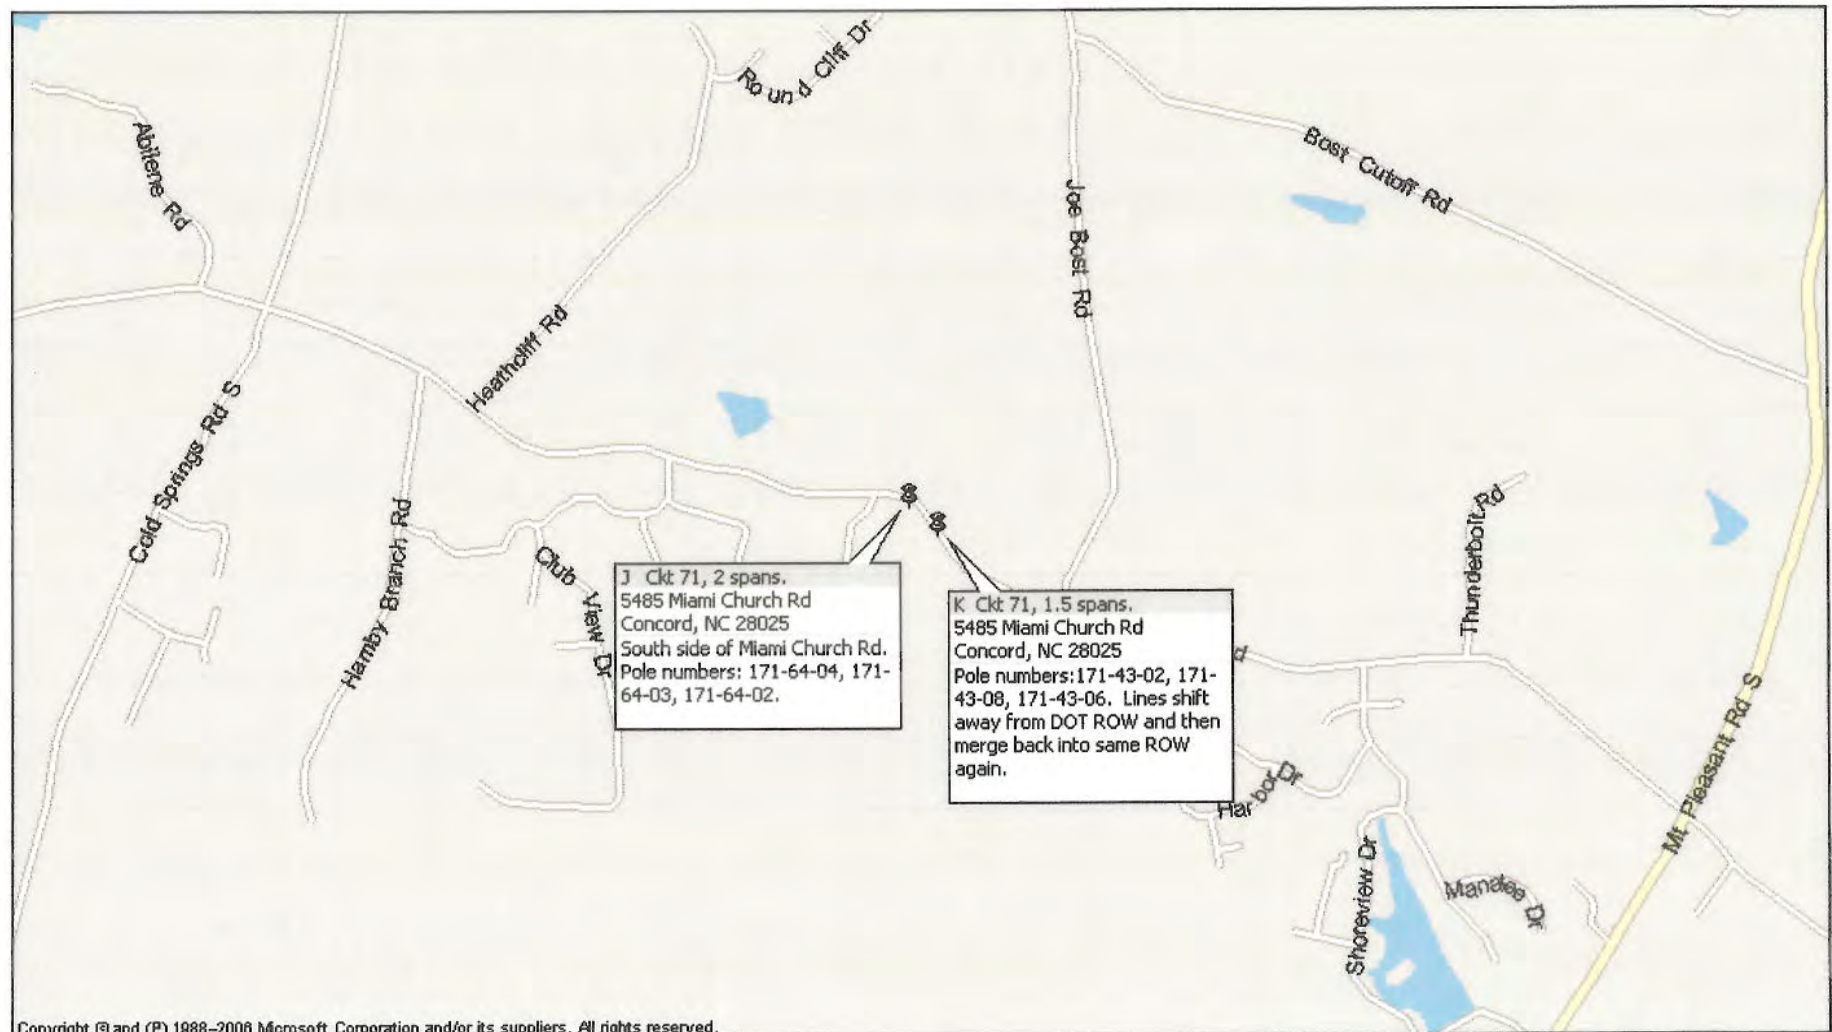 Round Cliff Dr
Abilene Rd
Bost Cutoff Rd
Joe Bost Rd
Heathcliff Rd
Cold Springs Rd S
Hamby Branch Rd
Club View Dr
Thunderbolt Rd
J Ckt 71, 2 spans.
5485 Miami Church Rd
Concord, NC 28025
South side of Miami Church Rd.
Pole numbers: 171-64-04, 171-
64-03, 171-64-02.
K Ckt 71, 1.5 spans.
5485 Miami Church Rd
Concord, NC 28025
Pole numbers:171-43-02, 171-
43-08, 171-43-06. Lines shift
away from DOT ROW and then
merge back into same ROW
again.
d
Harbor Dr
Mt Pleasant Rd S
Shoreview Dr
Manatee Dr
Copyright © and (P) 1988–2006 Microsoft Corporation and/or its suppliers. All rights reserved.